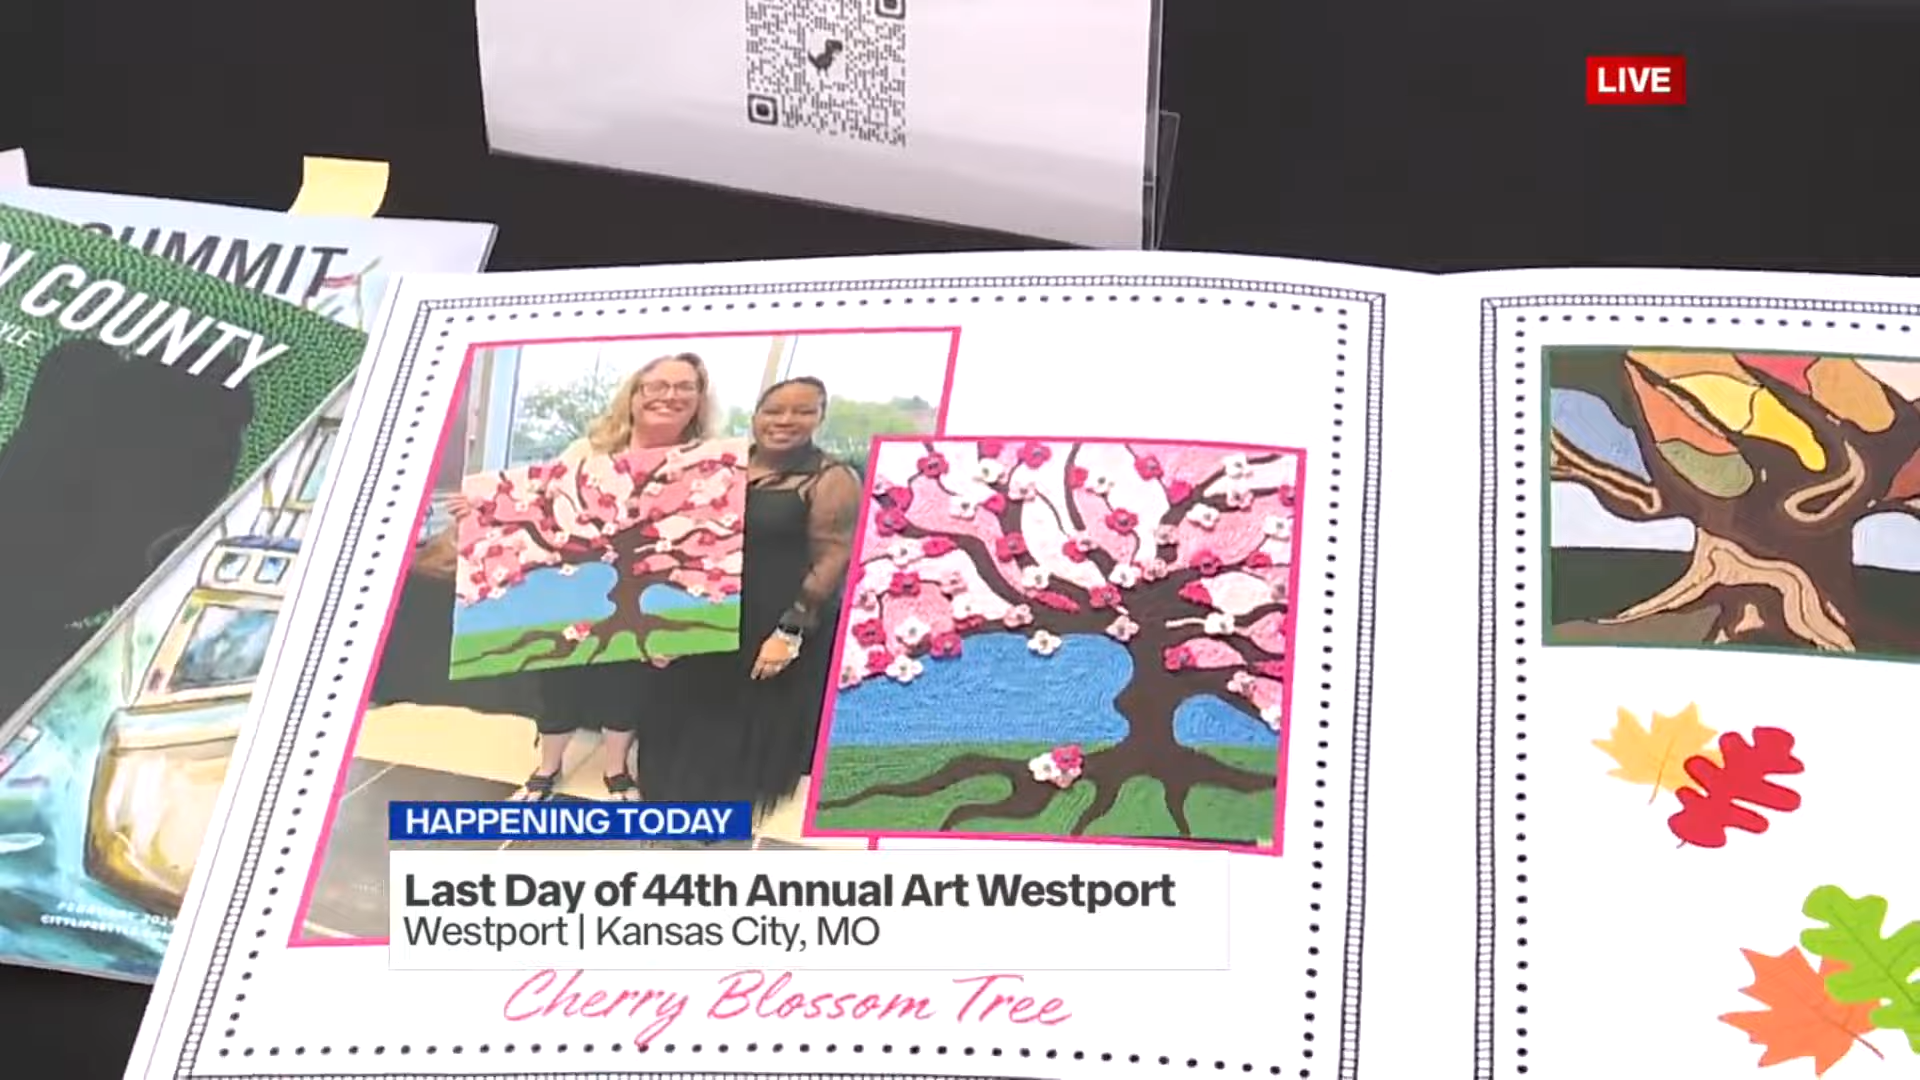 LIVE
SUMMIT
COUNTY
HAPPENING TODAY
Last Day of 44th Annual Art Westport
Westport | Kansas City, MO
Cherry Blossom Tree